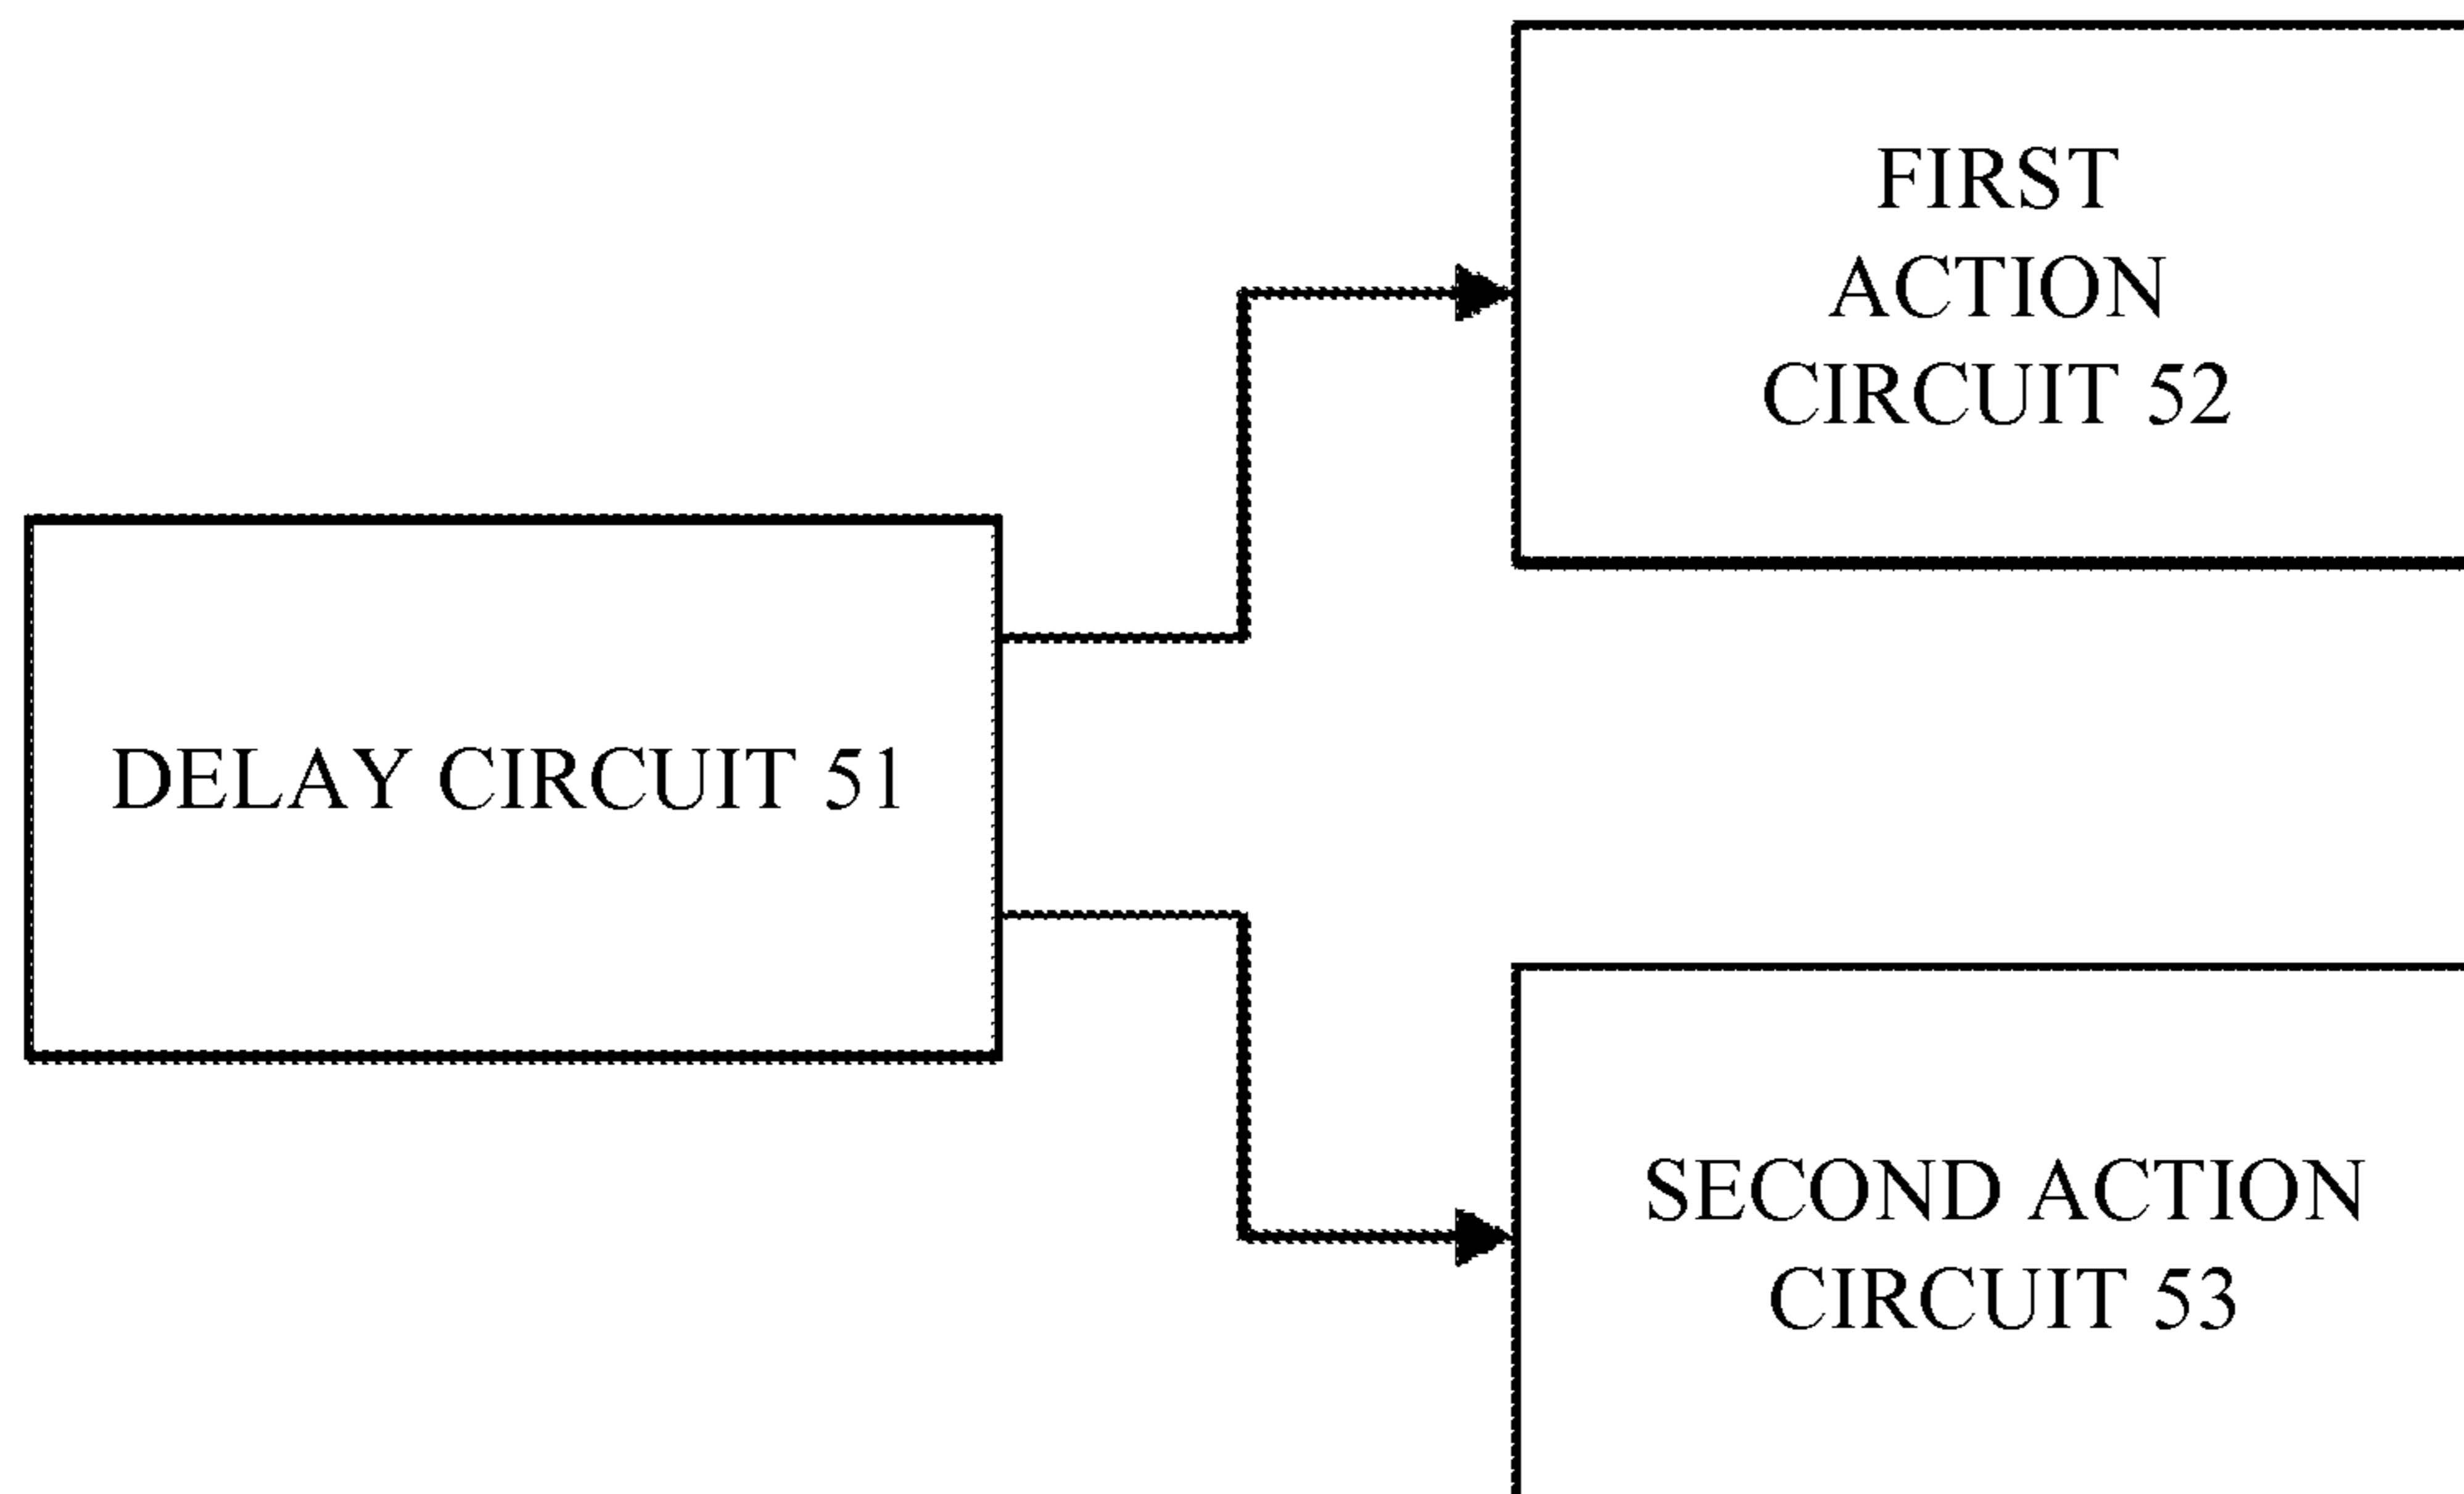 FIRST
ACTION
CIRCUIT 52
DELAY CIRCUIT 51
SECOND ACTION
CIRCUIT 53